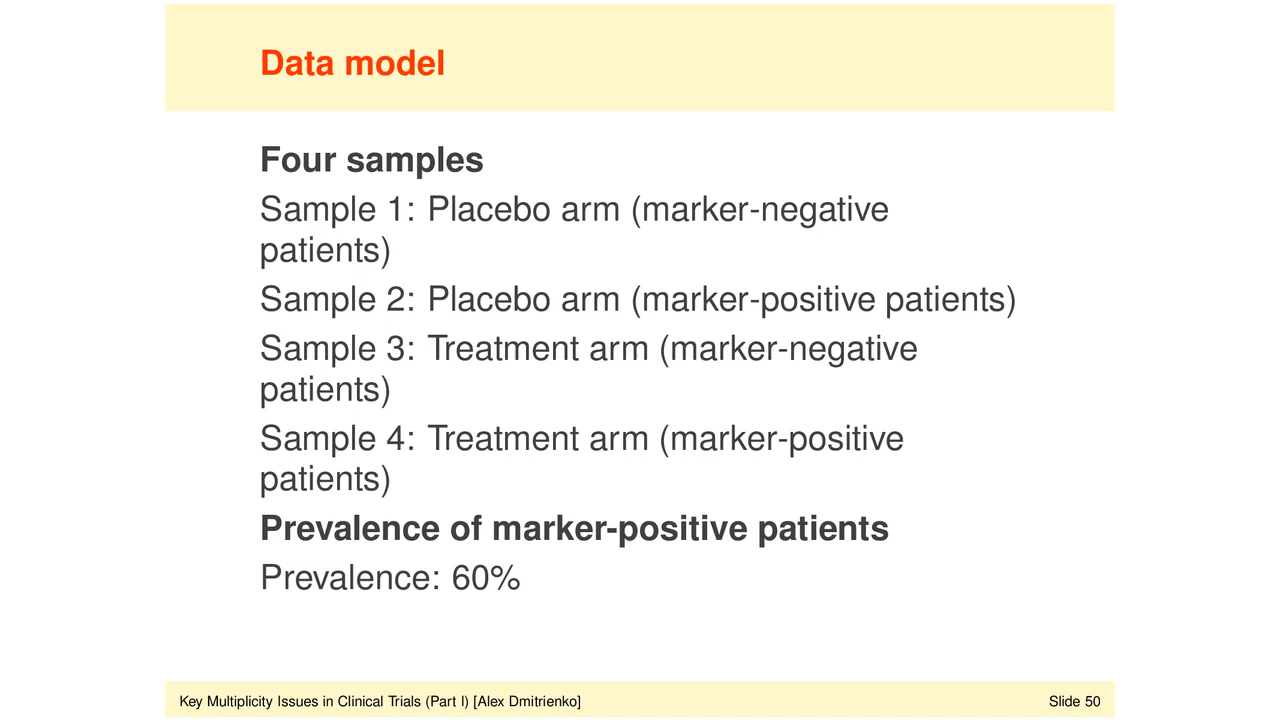 Data model
Four samples
Sample 1: Placebo arm (marker-negative
patients)
Sample 2: Placebo arm (marker-positive patients)
Sample 3: Treatment arm (marker-negative
patients)
Sample 4: Treatment arm (marker-positive
patients)
Prevalence of marker-positive patients
Prevalence: 60%
Key Multiplicity Issues in Clinical Trials (Part I) [Alex Dmitrienko]
Slide 50